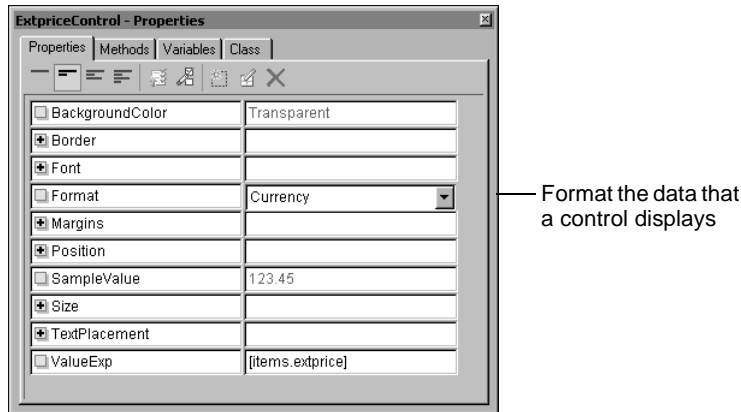 ExtpriceControl - Properties
Properties Methods Variables Class
BackgroundColor Transparent
Border
Font
Format Currency
Format the data that
a control displays
Margins
Position
SampleValue 123.45
Size
TextPlacement
ValueExp [items.extprice]